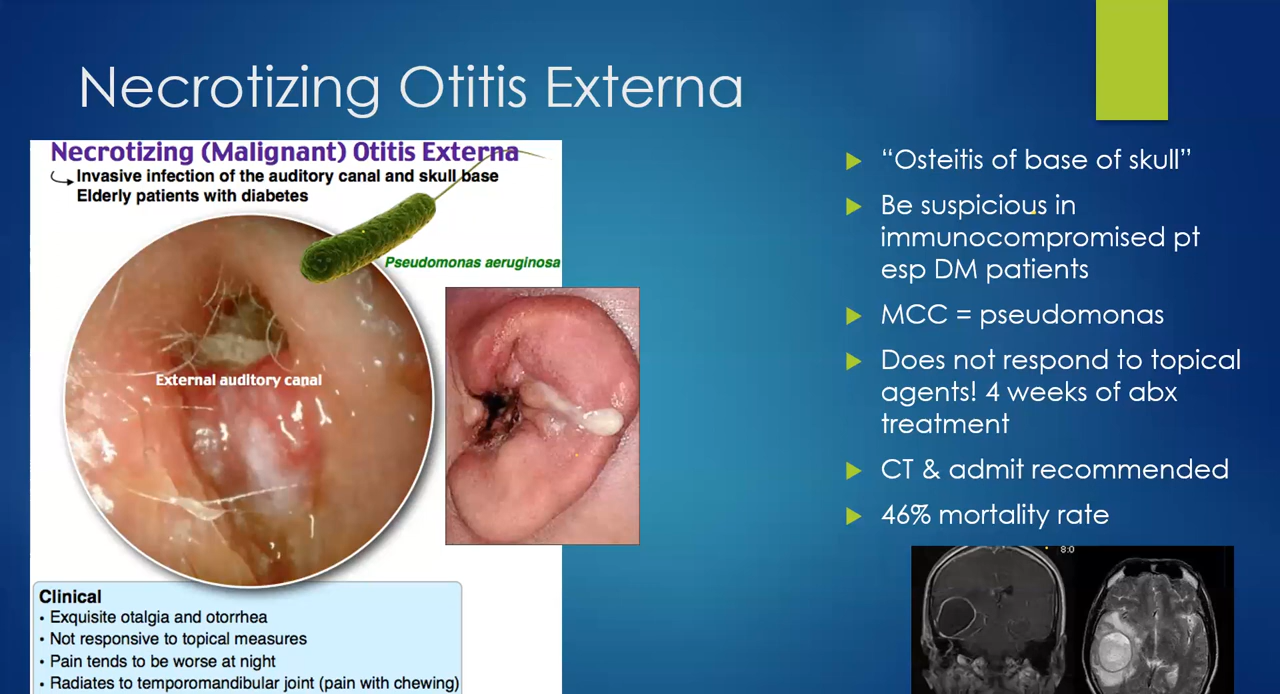 Necrotizing Otitis Externa
Necrotizing (Malignant) Otitis Externa
Invasive infection of the auditory canal and skull base
Elderly patients with diabetes
Pseudomonas aeruginosa
External auditory canal
Clinical
• Exquisite otalgia and otorrhea
• Not responsive to topical measures
• Pain tends to be worse at night
• Radiates to temporomandibular joint (pain with chewing)
“Osteitis of base of skull”
Be suspicious in
immunocompromised pt
esp DM patients
MCC = pseudomonas
Does not respond to topical
agents! 4 weeks of abx
treatment
CT & admit recommended
46% mortality rate
8:0